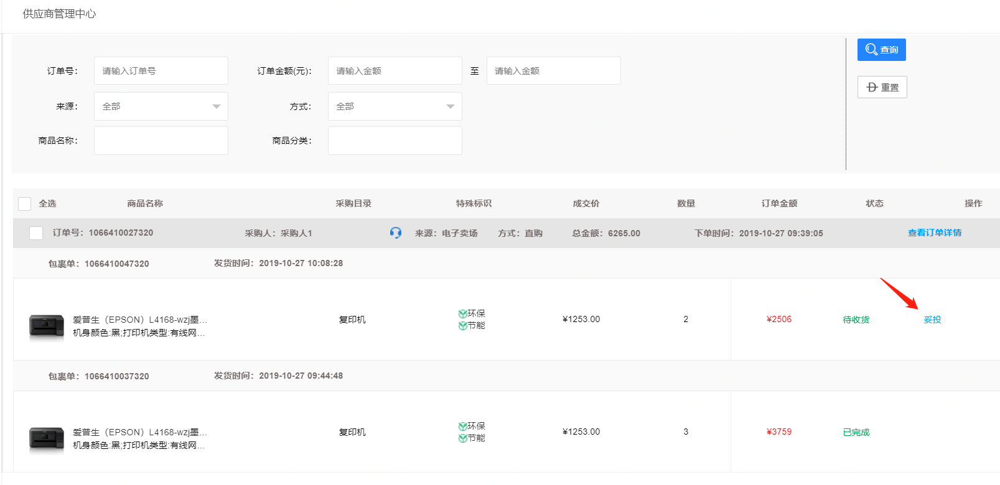 供应商管理中心
订单号： 请输入订单号 订单金额(元)： 请输入金额 至 请输入金额 查询
重置
来源： 全部 方式： 全部
商品名称： 商品分类：
全选 商品名称 采购目录 特殊标识 成交价 数量 订单金额 状态 操作
订单号：1066410027320 采购人：采购人1 来源：电子卖场 方式：直购 总金额：6265.00 下单时间：2019-10-27 09:39:05 查看订单详情
包裹单：1066410047320 发货时间：2019-10-27 10:08:28
爱普生（EPSON）L4168-wzj墨... 复印机 环保 ¥1253.00 2 ¥2506 待收货 妥投
机身颜色:黑;打印机类型:有线网... 节能
包裹单：1066410037320 发货时间：2019-10-27 09:44:48
爱普生（EPSON）L4168-wzj墨... 复印机 环保 ¥1253.00 3 ¥3759 已完成
机身颜色:黑;打印机类型:有线网... 节能